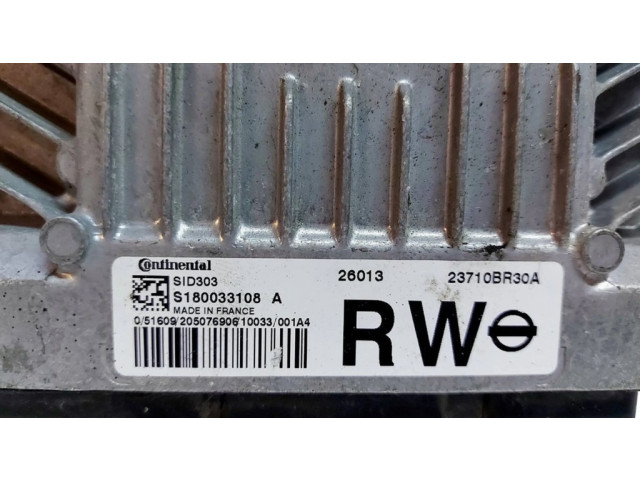 Continental
SID303
S180033108 A
MADE IN FRANCE
0/51609/205076906/10033/001A4
26013
23710BR30A
RW